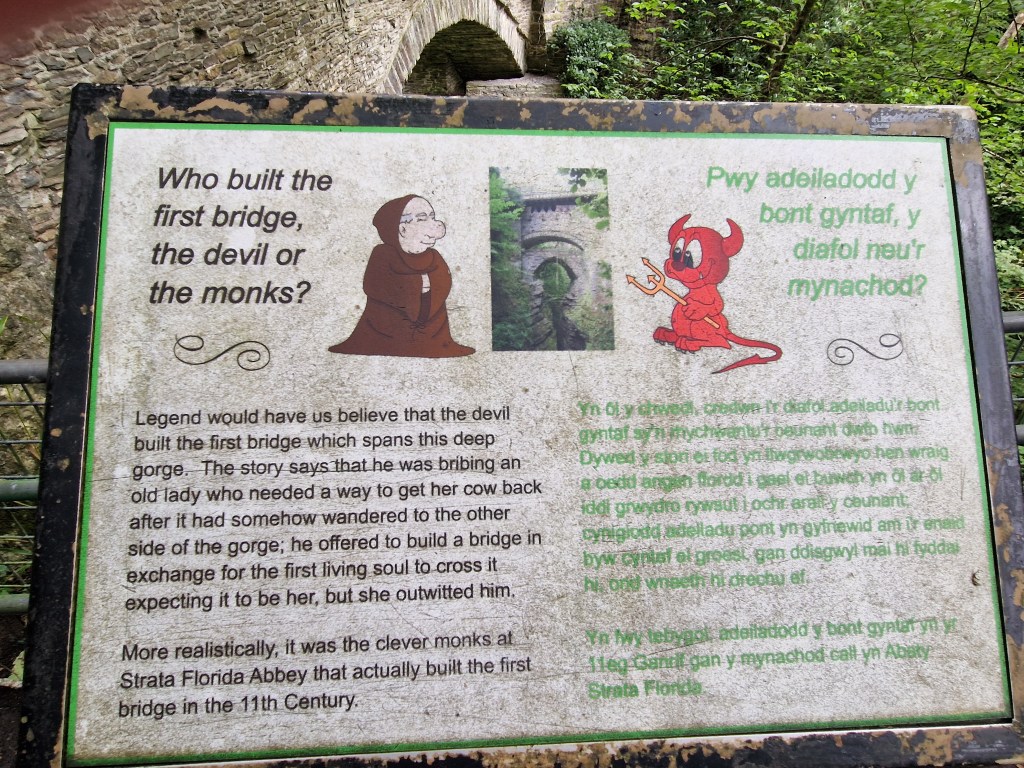 Who built the
first bridge,
the devil or
the monks?
Pwy adeiladodd y
bont gyntaf, y
diafol neu'r
mynachod?
Legend would have us believe that the devil
built the first bridge which spans this deep
gorge. The story says that he was bribing an
old lady who needed a way to get her cow back
after it had somehow wandered to the other
side of the gorge; he offered to build a bridge in
exchange for the first living soul to cross it
expecting it to be her, but she outwitted him.
More realistically, it was the clever monks at
Strata Florida Abbey that actually built the first
bridge in the 11th Century.
Yn ôl y chwedl, credwn i'r diafol adeiladu'r bont
gyntaf sy'n rhychwantu'r ceunant dwfn hwn.
Dywed y stori ei fod yn llwgrwobrwyo hen wraig
a oedd angen ffordd i gael ei buwch yn ôl ar ôl
iddi grwydro rywsut i ochr arall y ceunant;
cynigiodd adeiladu pont yn gyfnewid am i'r enaid
byw cyntaf ei groesi, gan ddisgwyl mai hi fyddai
hi, ond wnaeth hi drechu ef.
Yn fwy tebygol, adeiladodd y bont gyntaf yn yr
11eg Ganrif gan y mynachod call yn Abaty
Strata Florida.